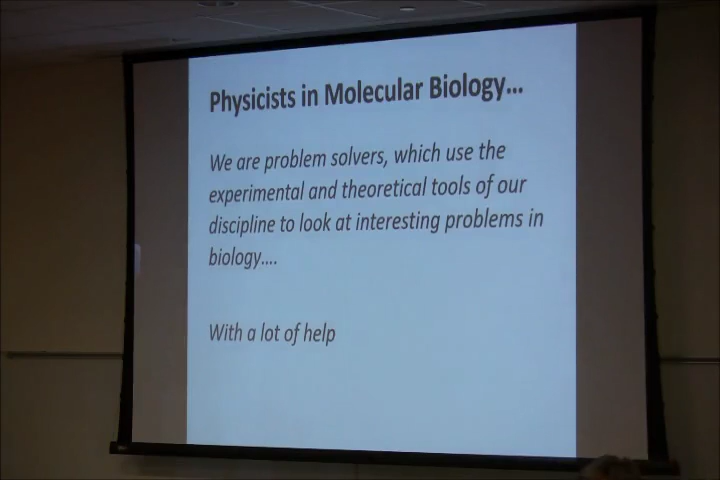 Physicists in Molecular Biology...
We are problem solvers, which use the
experimental and theoretical tools of our
discipline to look at interesting problems in
biology....
With a lot of help